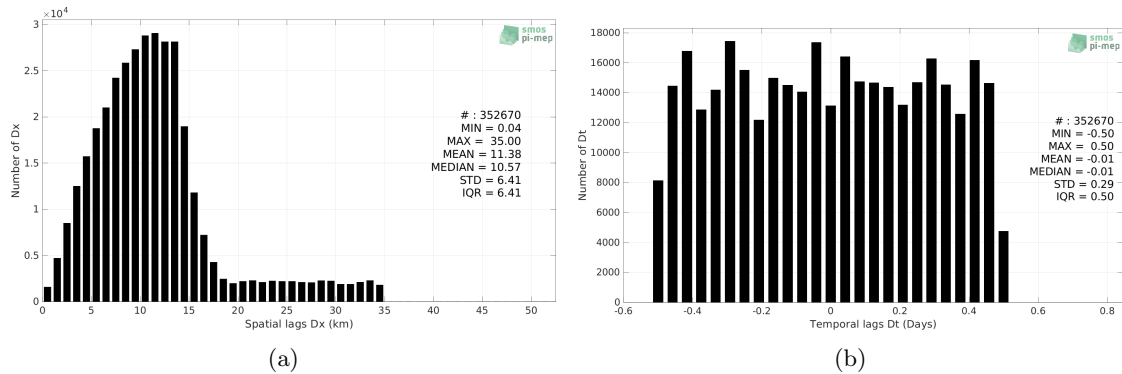 ×10⁴
3
2.5
2
1.5
1
0.5
0
Number of Dx
0 5 10 15 20 25 30 35 40 45 50
Spatial lags Dx (km)
smos
pi-mep
# : 352670
MIN = 0.04
MAX = 35.00
MEAN = 11.38
MEDIAN = 10.57
STD = 6.41
IQR = 6.41
(a)
18000
16000
14000
12000
10000
8000
6000
4000
2000
0
Number of Dt
-0.6 -0.4 -0.2 0 0.2 0.4 0.6 0.8
Temporal lags Dt (Days)
smos
pi-mep
# : 352670
MIN = -0.50
MAX = 0.50
MEAN = -0.01
MEDIAN = -0.01
STD = 0.29
IQR = 0.50
(b)